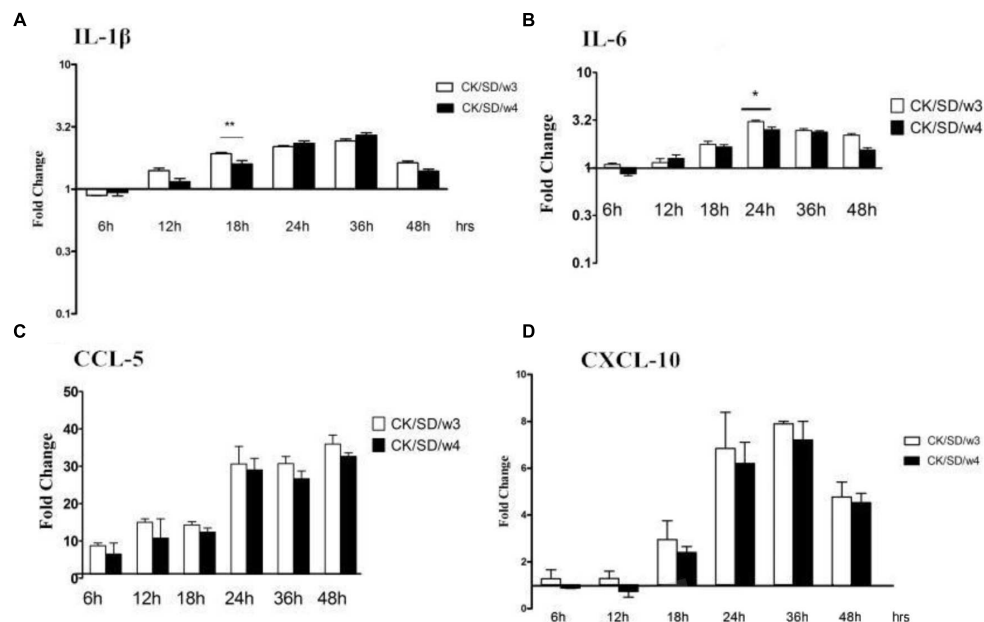 A
IL-1β
Fold Change
10
3.2
1
0.3
0.1
**
CK/SD/w3
CK/SD/w4
6h 12h 18h 24h 36h 48h hrs
B
IL-6
Fold Change
10
3.2
1
0.3
0.1
*
CK/SD/w3
CK/SD/w4
6h 12h 18h 24h 36h 48h
C
CCL-5
Fold Change
50
40
30
20
10
0
CK/SD/w3
CK/SD/w4
6h 12h 18h 24h 36h 48h
D
CXCL-10
Fold Change
10
8
6
4
2
0
CK/SD/w3
CK/SD/w4
6h 12h 18h 24h 36h 48h hrs